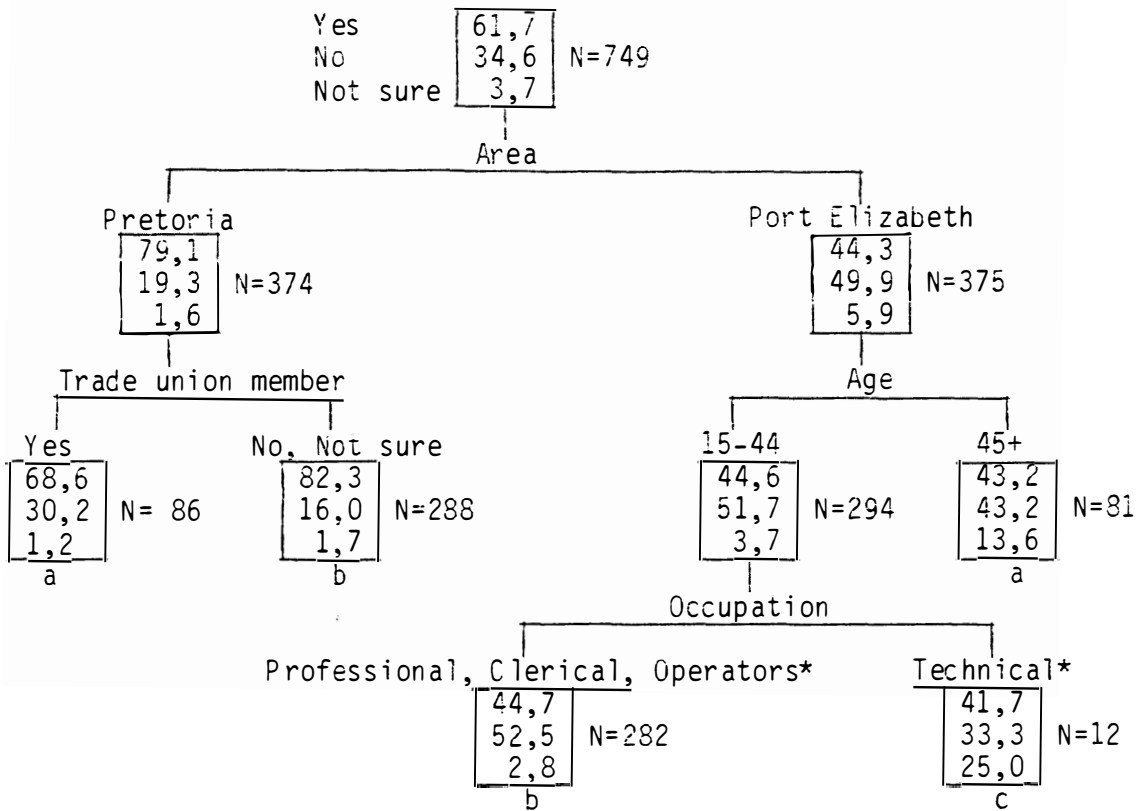 Yes 61,7
No 34,6 N=749
Not sure 3,7
Area
Pretoria Port Elizabeth
79,1 44,3
19,3 N=374 49,9 N=375
1,6 5,9
Trade union member Age
Yes No, Not sure 15-44 45+
68,6 82,3 44,6 43,2
30,2 N= 86 16,0 N=288 51,7 N=294 43,2 N=81
1,2 1,7 3,7 13,6
a b a
Occupation
Professional, Clerical, Operators* Technical*
44,7 41,7
52,5 N=282 33,3 N=12
2,8 25,0
b c